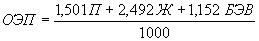 ОЭП = 1,501 П + 2,492 Ж + 1,152 БЭВ
1000